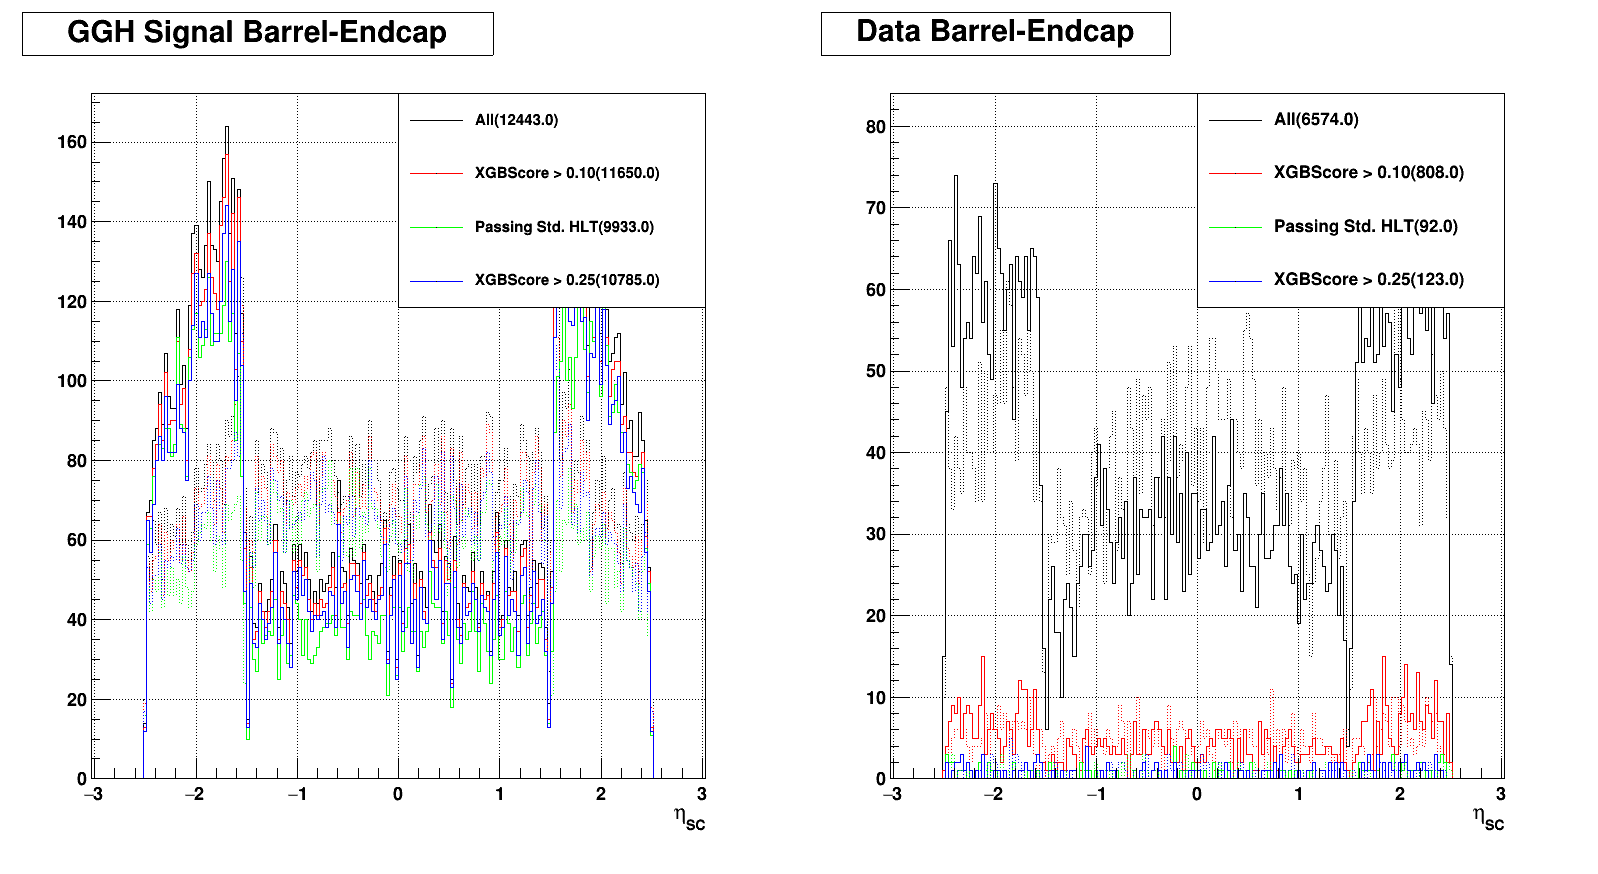 GGH Signal Barrel-Endcap
All(12443.0)
XGBScore > 0.10(11650.0)
Passing Std. HLT(9933.0)
XGBScore > 0.25(10785.0)
160
140
120
100
80
60
40
20
0
−3 −2 −1 0 1 2 3
ηSC
Data Barrel-Endcap
All(6574.0)
XGBScore > 0.10(808.0)
Passing Std. HLT(92.0)
XGBScore > 0.25(123.0)
80
70
60
50
40
30
20
10
0
−3 −2 −1 0 1 2 3
ηSC